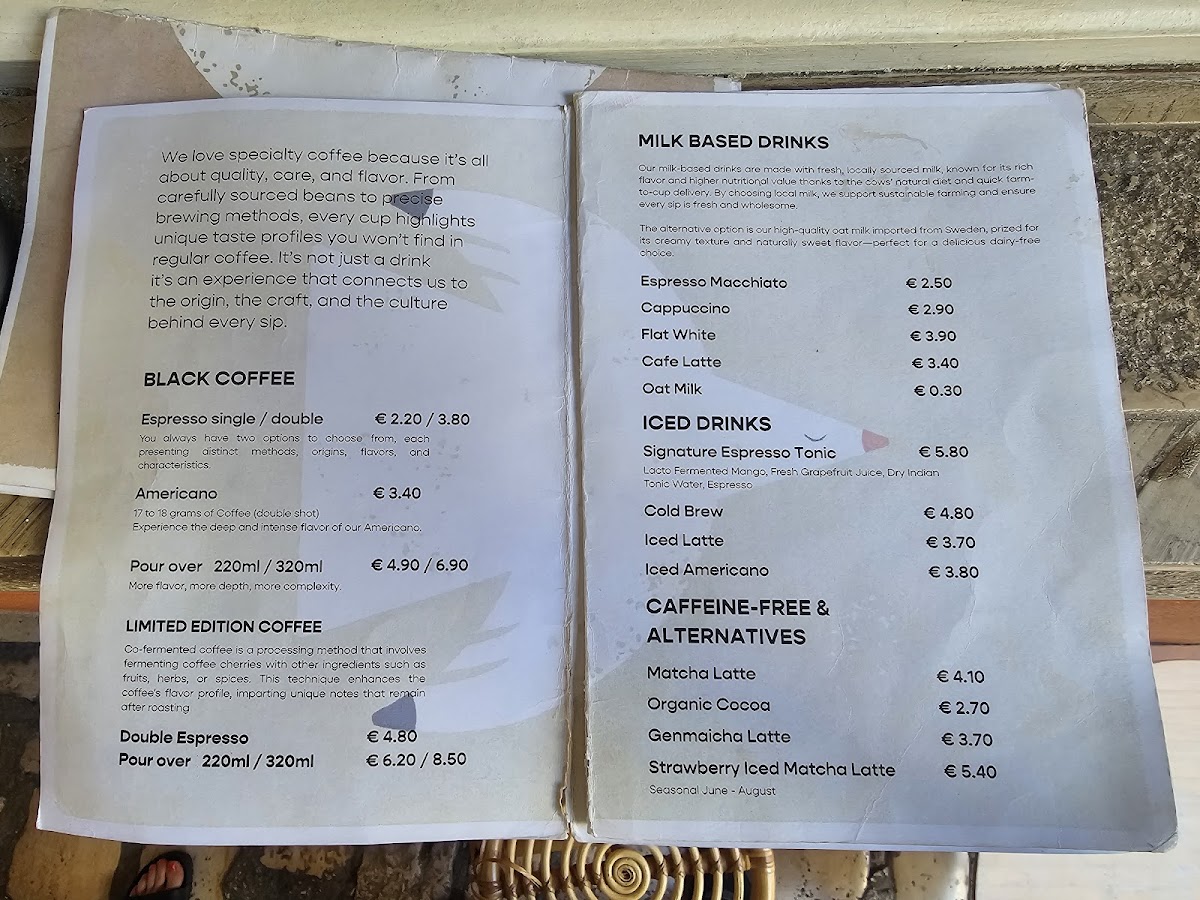 We love specialty coffee because it's all
about quality, care, and flavor. From
carefully sourced beans to precise
brewing methods, every cup highlights
unique taste profiles you won't find in
regular coffee. It's not just a drink
it's an experience that connects us to
the origin, the craft, and the culture
behind every sip.
BLACK COFFEE
Espresso single / double € 2.20 / 3.80
You always have two options to choose from, each
presenting distinct methods, origins, flavors, and
characteristics.
Americano € 3.40
17 to 18 grams of Coffee (double shot)
Experience the deep and intense flavor of our Americano.
Pour over 220ml / 320ml € 4.90 / 6.90
More flavor, more depth, more complexity.
LIMITED EDITION COFFEE
Co-fermented coffee is a processing method that involves
fermenting coffee cherries with other ingredients such as
fruits, herbs, or spices. This technique enhances the
coffee's flavor profile, imparting unique notes that remain
after roasting
Double Espresso € 4.80
Pour over 220ml / 320ml € 6.20 / 8.50
MILK BASED DRINKS
Our milk-based drinks are made with fresh, locally sourced milk, known for its rich
flavor and higher nutritional value thanks to the cows' natural diet and quick farm-
to-cup delivery. By choosing local milk, we support sustainable farming and ensure
every sip is fresh and wholesome.
The alternative option is our high-quality oat milk imported from Sweden, prized for
its creamy texture and naturally sweet flavor—perfect for a delicious dairy-free
choice.
Espresso Macchiato € 2.50
Cappuccino € 2.90
Flat White € 3.90
Cafe Latte € 3.40
Oat Milk € 0.30
ICED DRINKS
Signature Espresso Tonic € 5.80
Lacto Fermented Mango, Fresh Grapefruit Juice, Dry Indian
Tonic Water, Espresso
Cold Brew € 4.80
Iced Latte € 3.70
Iced Americano € 3.80
CAFFEINE-FREE &
ALTERNATIVES
Matcha Latte € 4.10
Organic Cocoa € 2.70
Genmaicha Latte € 3.70
Strawberry Iced Matcha Latte € 5.40
Seasonal June - August